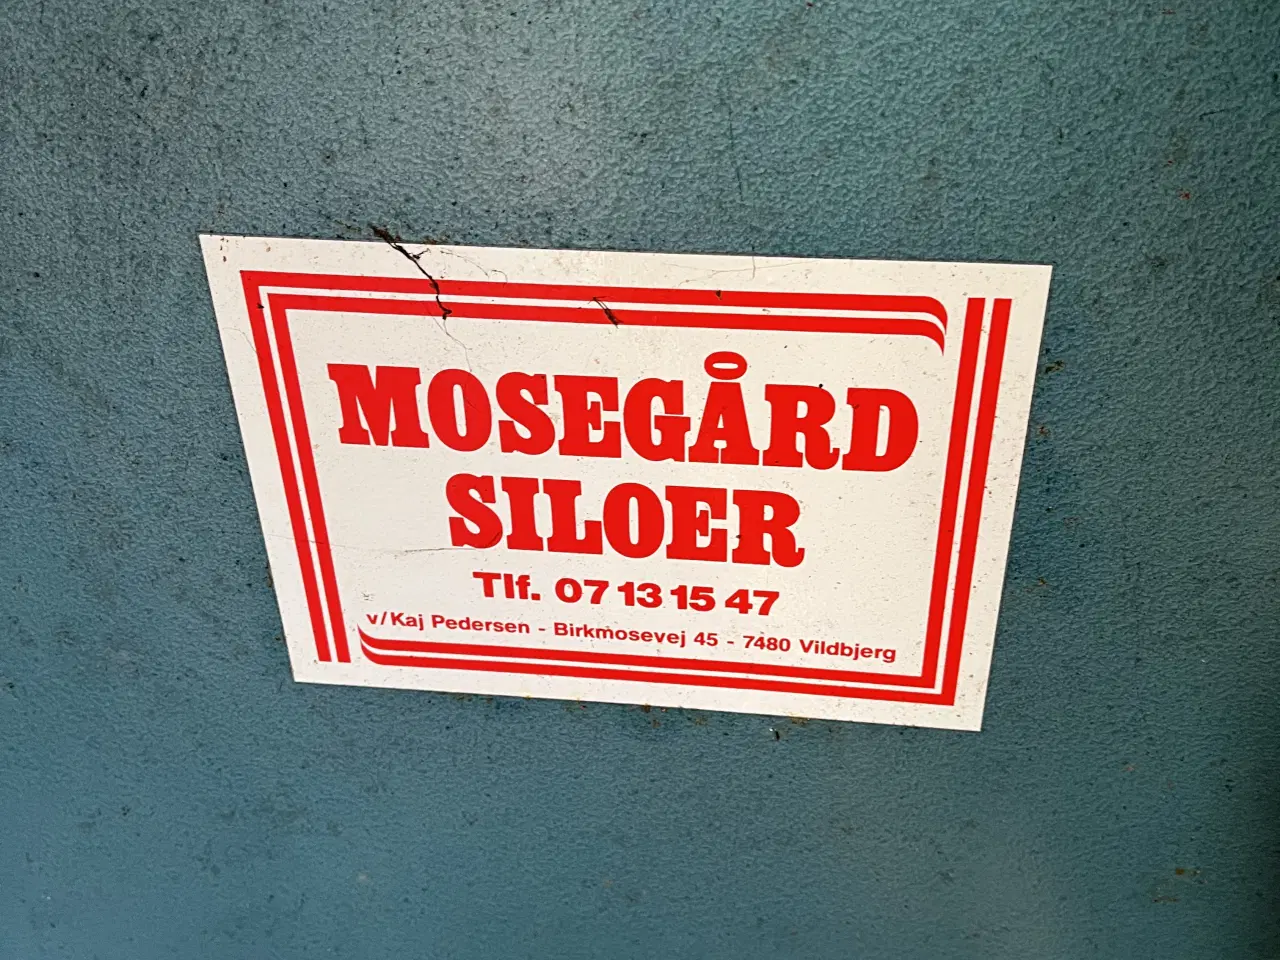 MOSEGÅRD
SILOER
Tlf. 07 13 15 47
v/Kaj Pedersen - Birkmosevej 45 - 7480 Vildbjerg